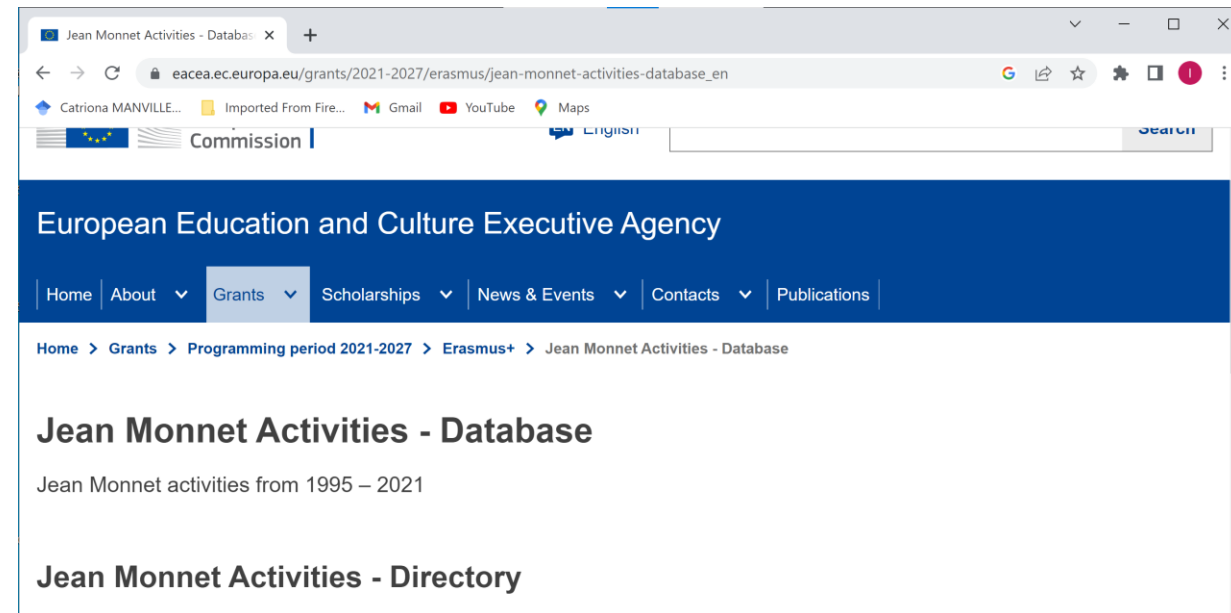 Jean Monnet Activities - Databas
eacea.ec.europa.eu/grants/2021-2027/erasmus/jean-monnet-activities-database_en
G
I
Catriona MANVILLE... Imported From Fire... Gmail YouTube Maps
Commission
EN English
Search
European Education and Culture Executive Agency
Home About Grants Scholarships News & Events Contacts Publications
Home > Grants > Programming period 2021-2027 > Erasmus+ > Jean Monnet Activities - Database
Jean Monnet Activities - Database
Jean Monnet activities from 1995 – 2021
Jean Monnet Activities - Directory